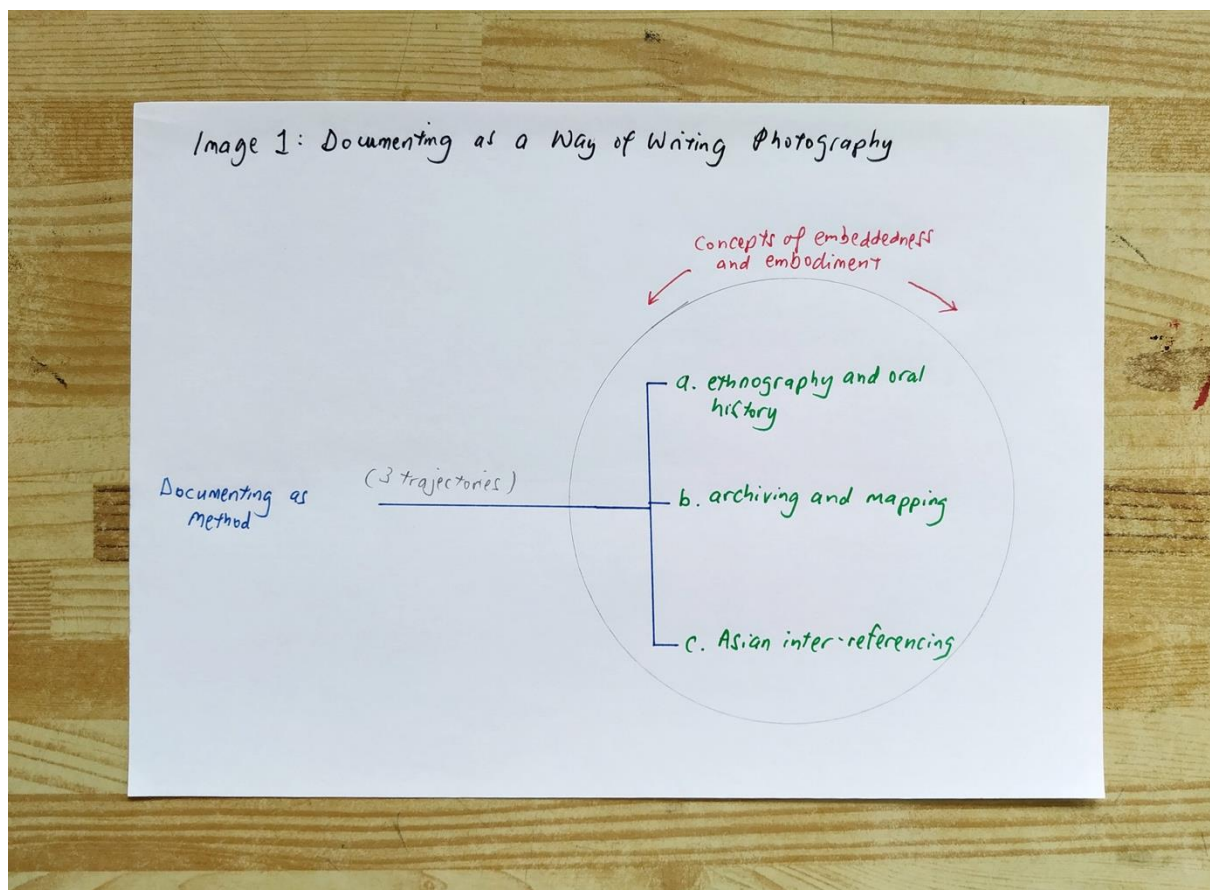 Image 1: Documenting as a Way of Writing Photography
Concepts of embeddedness
and embodiment
a. ethnography and oral
history
(3 trajectories)
Documenting as
method
b. archiving and mapping
c. Asian inter-referencing